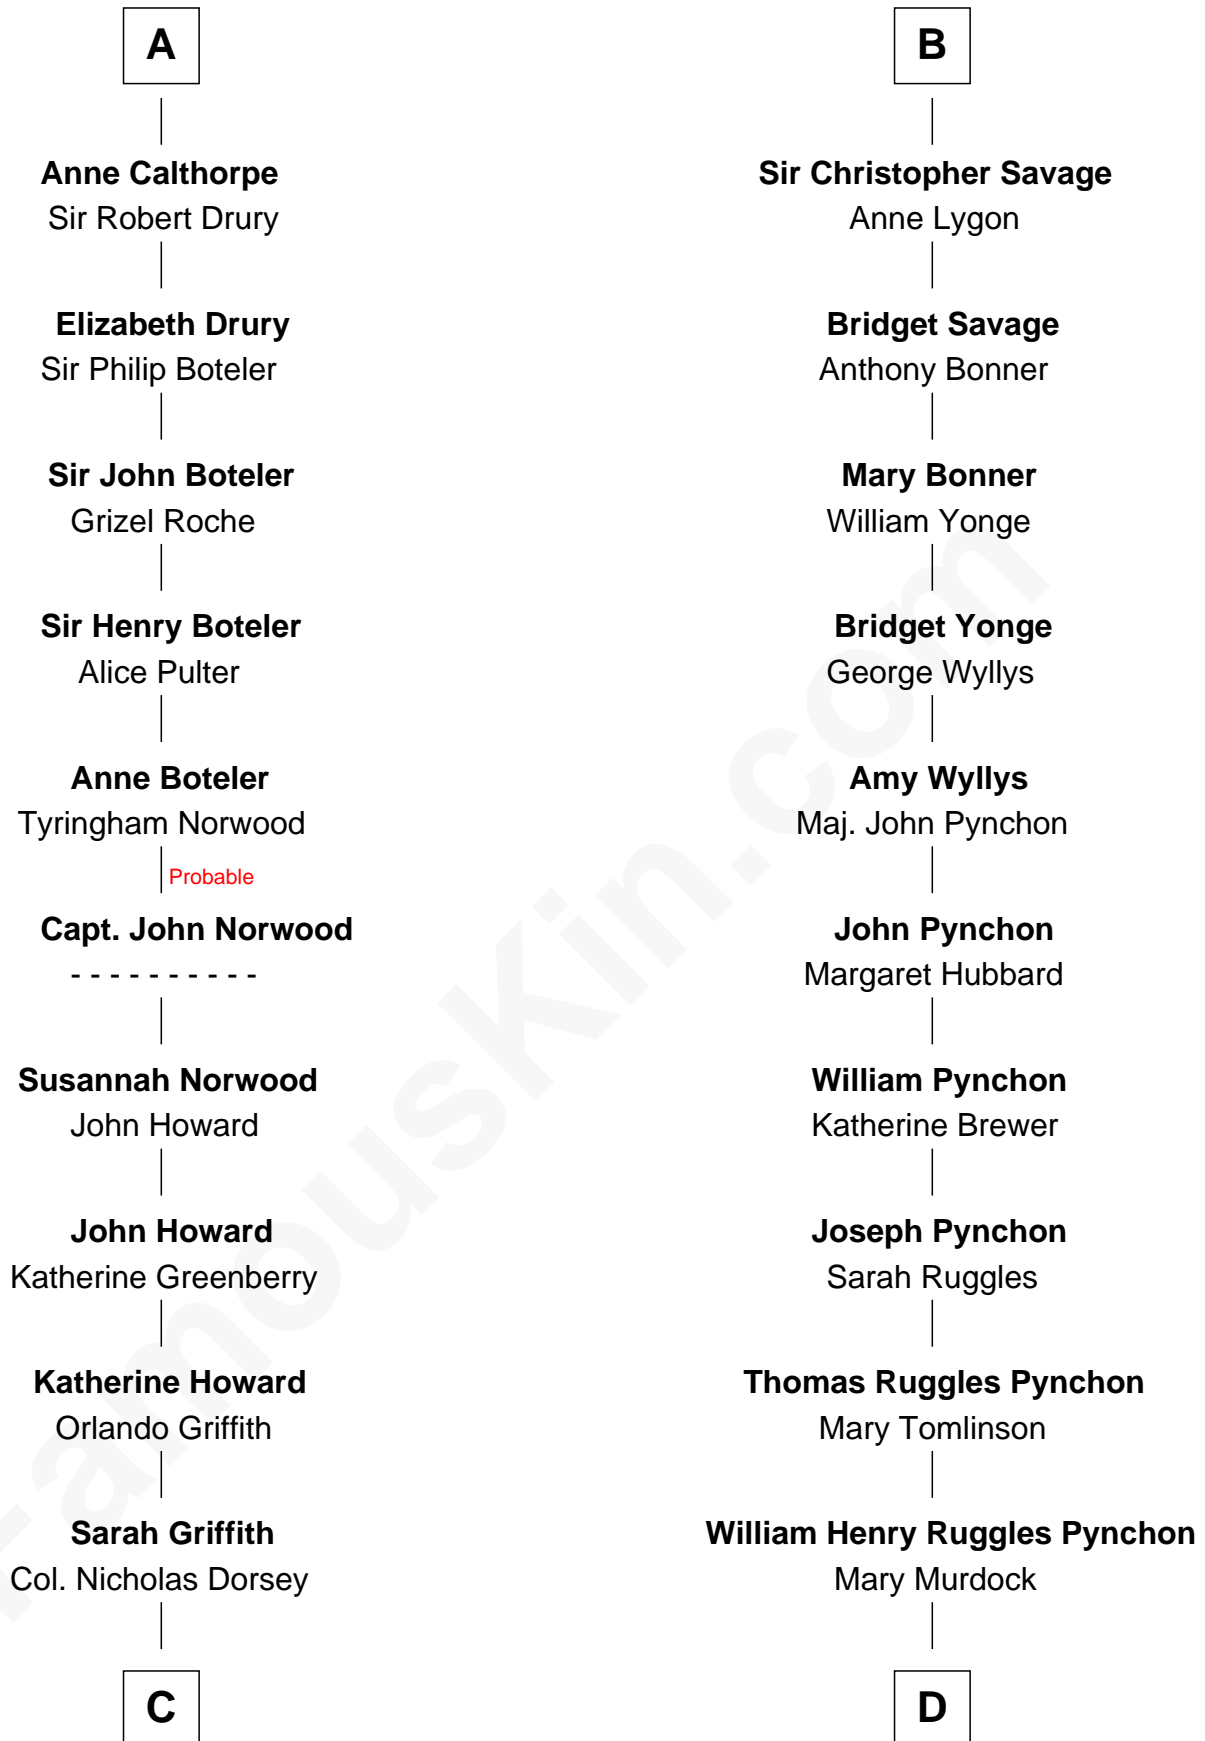 A
Anne Calthorpe
Sir Robert Drury
Elizabeth Drury
Sir Philip Boteler
Sir John Boteler
Grizel Roche
Sir Henry Boteler
Alice Pulter
Anne Boteler
Tyringham Norwood
Probable
Capt. John Norwood
- - - - - - - - - -
Susannah Norwood
John Howard
John Howard
Katherine Greenberry
Katherine Howard
Orlando Griffith
Sarah Griffith
Col. Nicholas Dorsey
C
B
Sir Christopher Savage
Anne Lygon
Bridget Savage
Anthony Bonner
Mary Bonner
William Yonge
Bridget Yonge
George Wyllys
Amy Wyllys
Maj. John Pynchon
John Pynchon
Margaret Hubbard
William Pynchon
Katherine Brewer
Joseph Pynchon
Sarah Ruggles
Thomas Ruggles Pynchon
Mary Tomlinson
William Henry Ruggles Pynchon
Mary Murdock
D
FamousKin.com